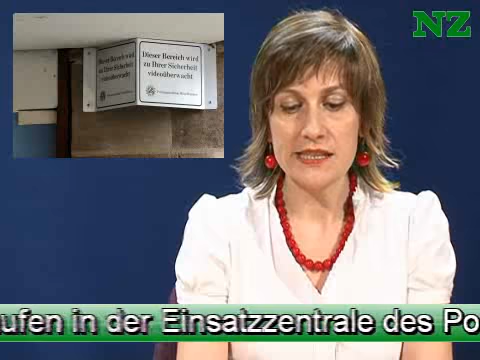 NZ
Dieser Bereich wird
zu Ihrer Sicherheit
videoüberwacht
Dieser Bereich wird
zu Ihrer Sicherheit
videoüberwacht
ufen in der Einsatzzentrale des Po